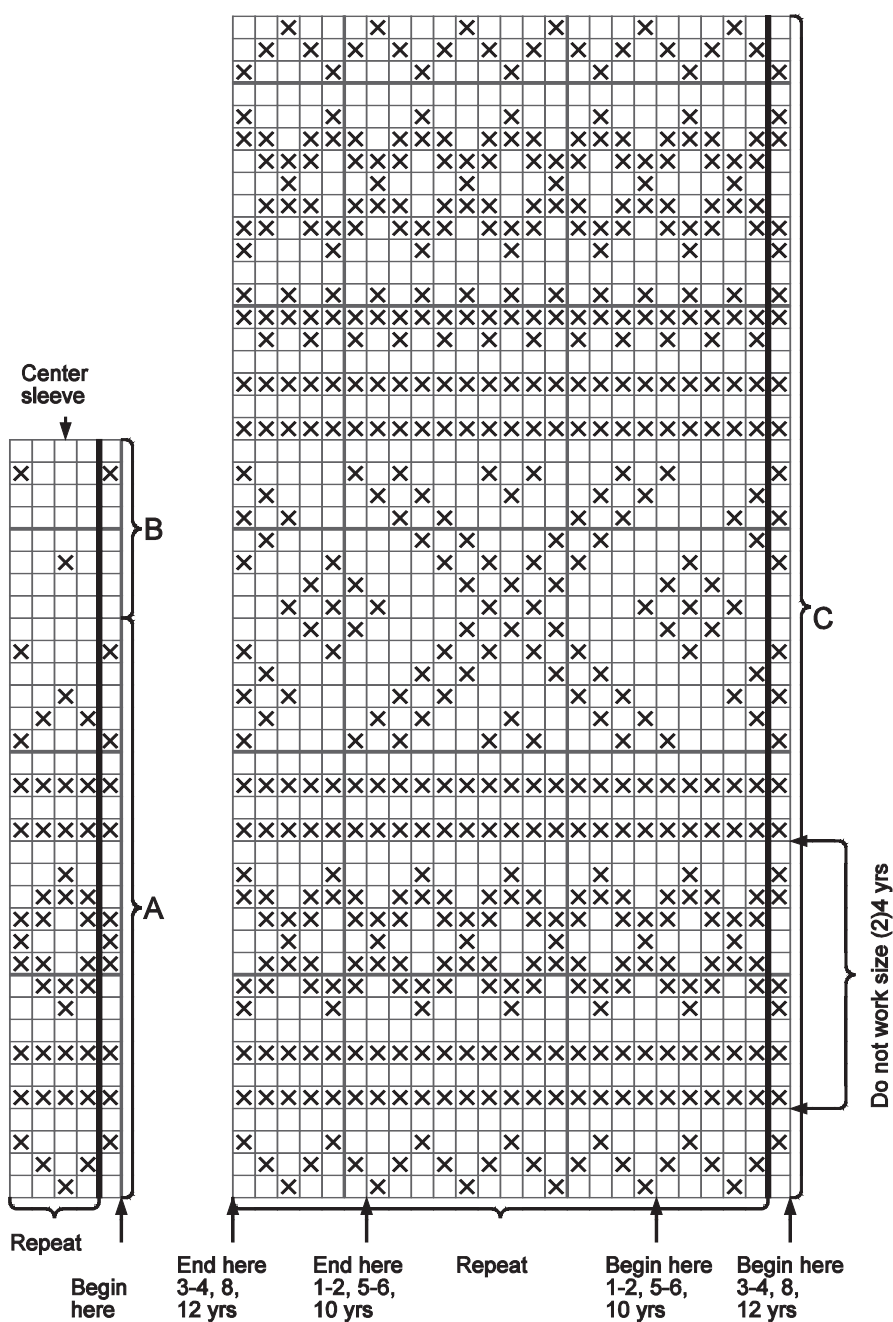 Center
sleeve
B
A
C
Do not work size (2)4 yrs
Repeat
Begin
here
End here
3-4, 8,
12 yrs
End here
1-2, 5-6,
10 yrs
Repeat
Begin here
1-2, 5-6,
10 yrs
Begin here
3-4, 8,
12 yrs